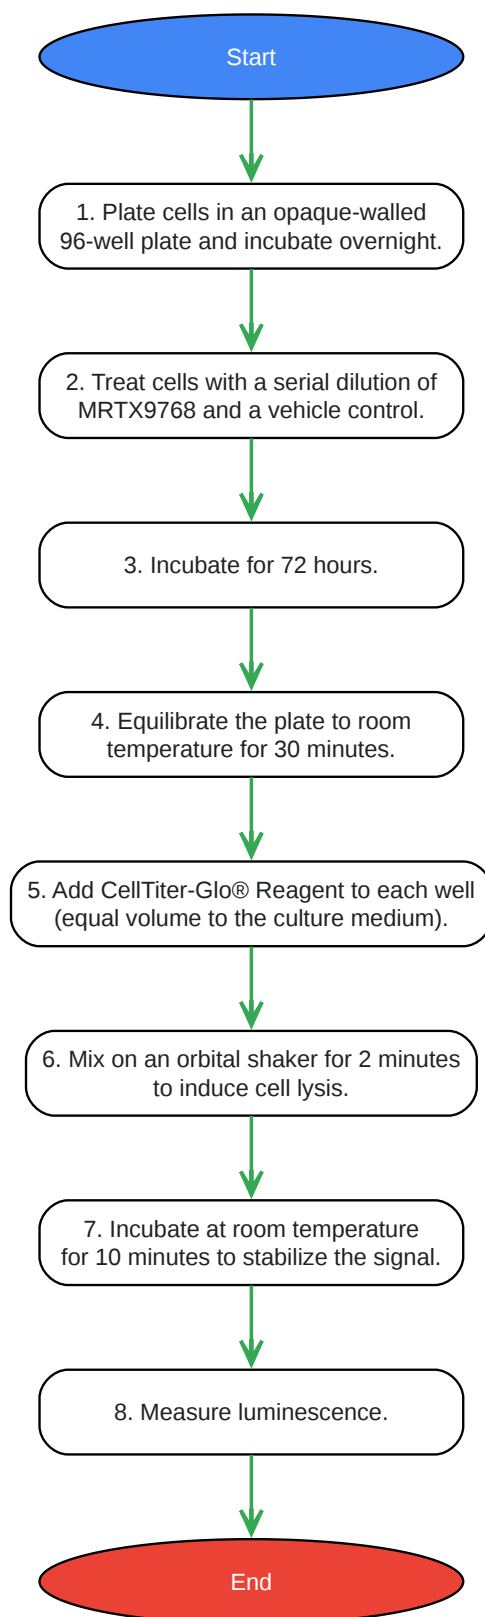 Start
1. Plate cells in an opaque-walled
96-well plate and incubate overnight.
2. Treat cells with a serial dilution of
MRTX9768 and a vehicle control.
3. Incubate for 72 hours.
4. Equilibrate the plate to room
temperature for 30 minutes.
5. Add CellTiter-Glo® Reagent to each well
(equal volume to the culture medium).
6. Mix on an orbital shaker for 2 minutes
to induce cell lysis.
7. Incubate at room temperature
for 10 minutes to stabilize the signal.
8. Measure luminescence.
End